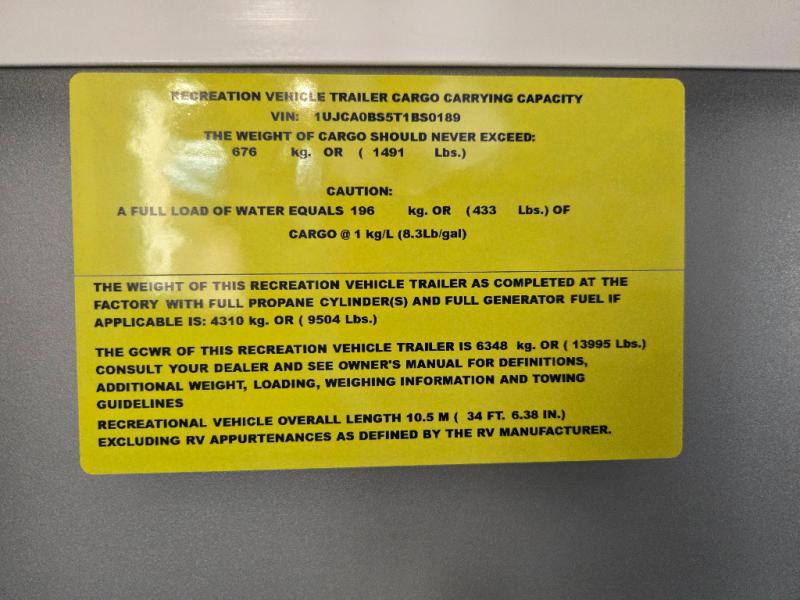 RECREATION VEHICLE TRAILER CARGO CARRYING CAPACITY
VIN: 1UJCA0BS5T1BS0189
THE WEIGHT OF CARGO SHOULD NEVER EXCEED:
676 kg. OR ( 1491 Lbs.)
CAUTION:
A FULL LOAD OF WATER EQUALS 196 kg. OR (433 Lbs.) OF
CARGO @ 1 kg/L (8.3Lb/gal)
THE WEIGHT OF THIS RECREATION VEHICLE TRAILER AS COMPLETED AT THE
FACTORY WITH FULL PROPANE CYLINDER(S) AND FULL GENERATOR FUEL IF
APPLICABLE IS: 4310 kg. OR ( 9504 Lbs.)
THE GCWR OF THIS RECREATION VEHICLE TRAILER IS 6348 kg. OR ( 13995 Lbs.)
CONSULT YOUR DEALER AND SEE OWNER'S MANUAL FOR DEFINITIONS,
ADDITIONAL WEIGHT, LOADING, WEIGHING INFORMATION AND TOWING
GUIDELINES
RECREATIONAL VEHICLE OVERALL LENGTH 10.5 M ( 34 FT. 6.38 IN.)
EXCLUDING RV APPURTENANCES AS DEFINED BY THE RV MANUFACTURER.